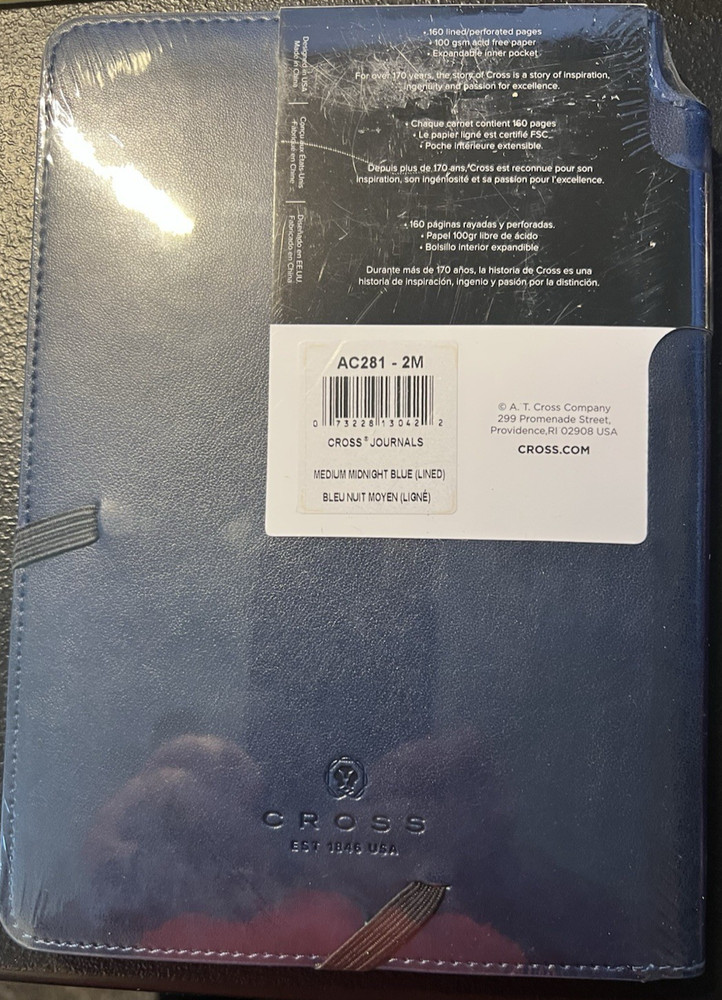 • 160 lined/perforated pages
• 100 gsm acid free paper
• Expandable inner pocket
For over 170 years, the story of Cross is a story of inspiration,
ingenuity and passion for excellence.
• Chaque carnet contient 160 pages
• Le papier ligné est certifié FSC
• Poche intérieure extensible.
Depuis plus de 170 ans, Cross est reconnue pour son
inspiration, son ingéniosité et sa passion pour l'excellence.
• 160 páginas rayadas y perforadas.
• Papel 100gr libre de ácido
• Bolsillo interior expandible
Durante más de 170 años, la historia de Cross es una
historia de inspiración, ingenio y pasión por la distinción.
Designed in USA
Made in China
Conçu aux États-Unis
Fabriqué en Chine
Diseñado en EE.UU.
Fabricado en China
AC281 - 2M
0 73228 13042 2
CROSS® JOURNALS
MEDIUM MIDNIGHT BLUE (LINED)
BLEU NUIT MOYEN (LIGNÉ)
© A. T. Cross Company
299 Promenade Street,
Providence,RI 02908 USA
CROSS.COM
CROSS
EST 1846 USA